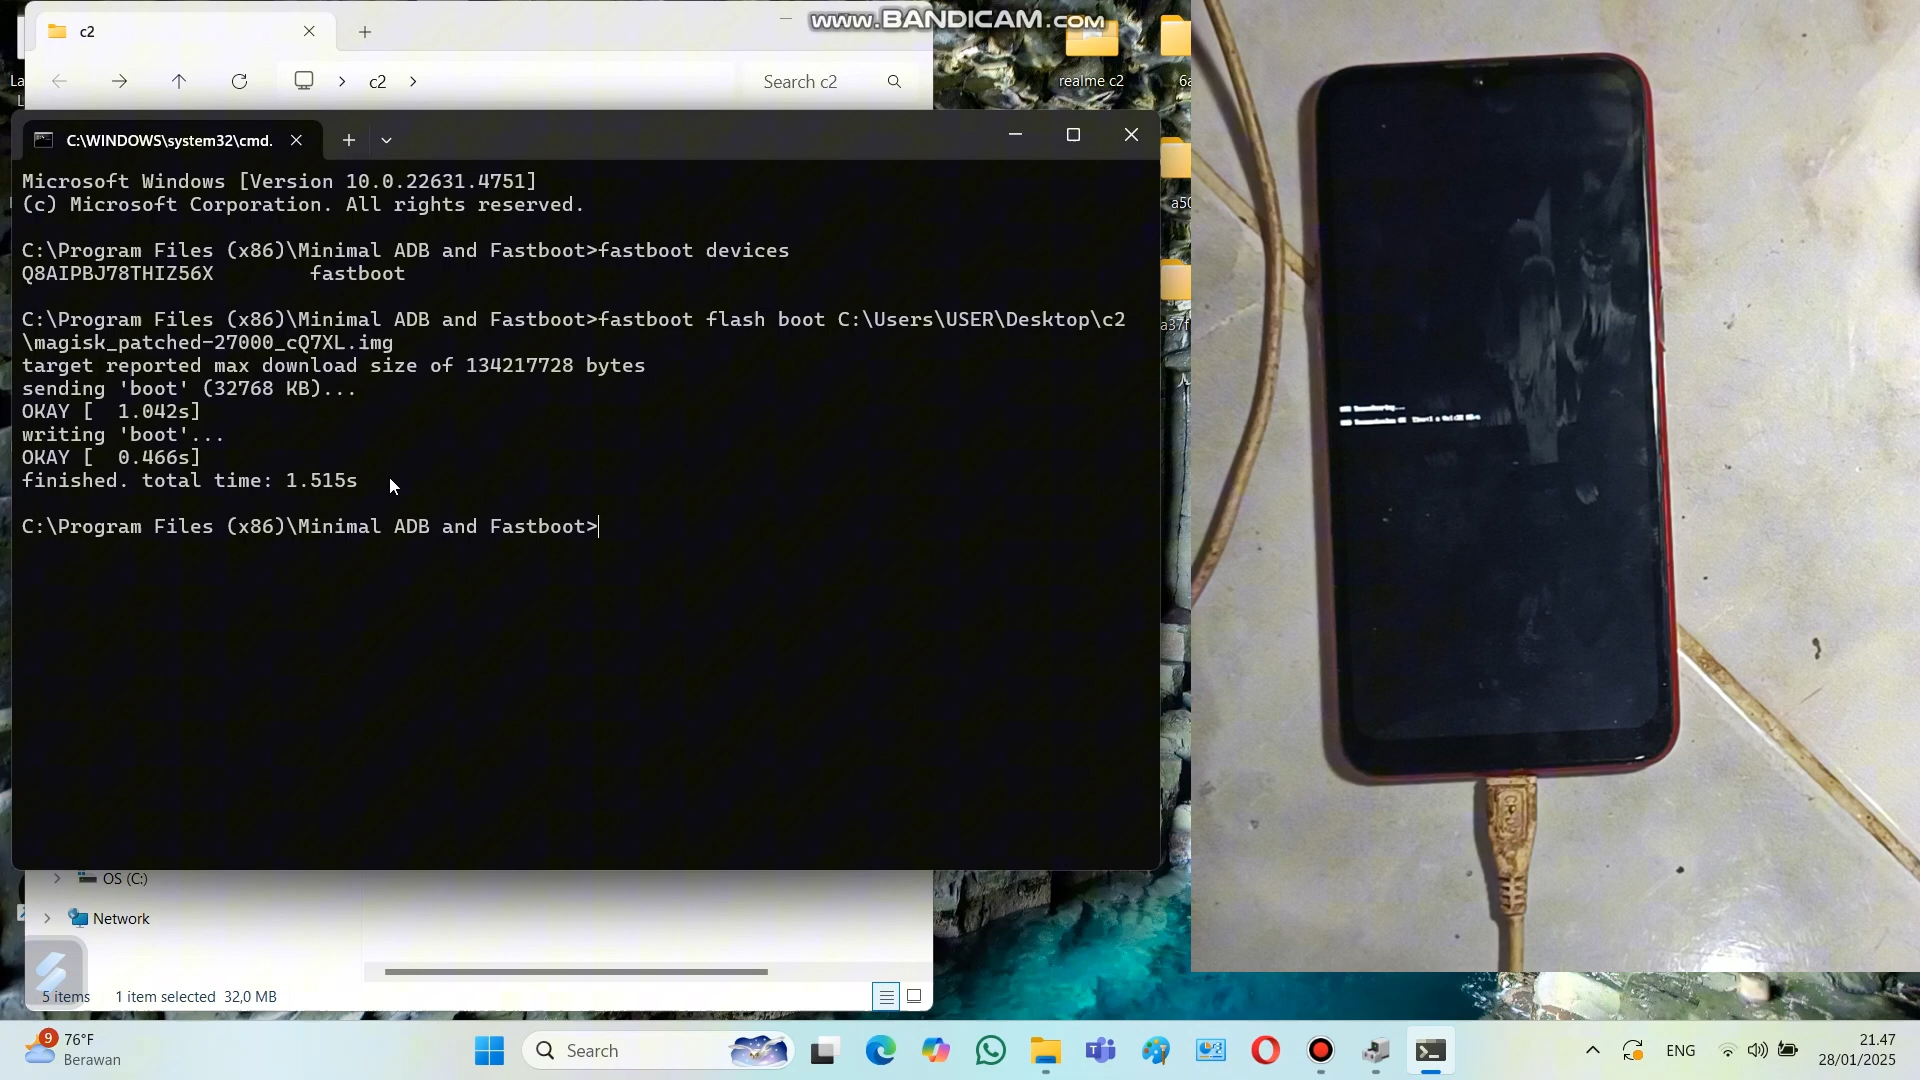 www.BANDICAM.com
c2
c2
Search c2
realme c2
C:\WINDOWS\system32\cmd.
Microsoft Windows [Version 10.0.22631.4751]
(c) Microsoft Corporation. All rights reserved.
C:\Program Files (x86)\Minimal ADB and Fastboot>fastboot devices
Q8AIPBJ78THIZ56X fastboot
C:\Program Files (x86)\Minimal ADB and Fastboot>fastboot flash boot C:\Users\USER\Desktop\c2
\magisk_patched-27000_cQ7XL.img
target reported max download size of 134217728 bytes
sending 'boot' (32768 KB)...
OKAY [  1.042s]
writing 'boot'...
OKAY [  0.466s]
finished. total time: 1.515s
C:\Program Files (x86)\Minimal ADB and Fastboot>
OS (C:)
Network
5 items
1 item selected 32,0 MB
9
76°F
Berawan
Search
ENG
21.47
28/01/2025